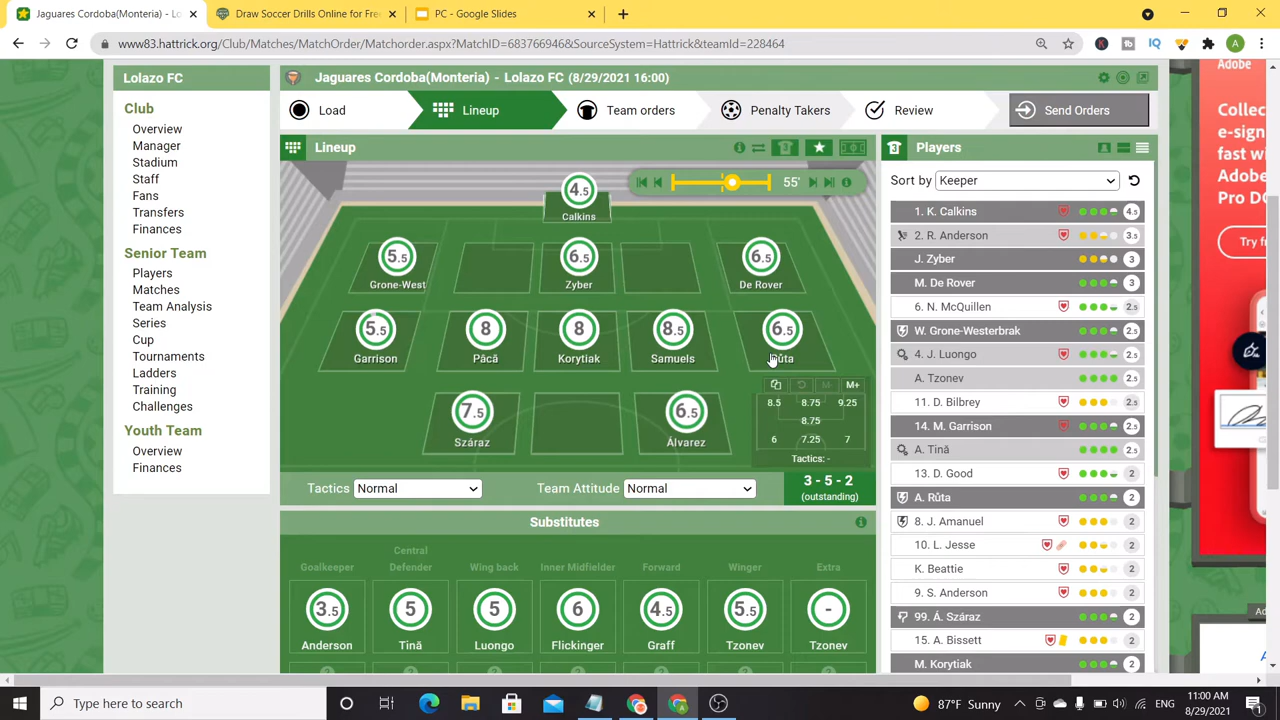 Jaguares Cordoba(Monteria) - Lo
Draw Soccer Drills Online for Fre
PC - Google Slides
www83.hattrick.org/Club/Matches/MatchOrder/Matchorder.aspx?MatchID=683766946&SourceSystem=Hattrick&teamId=228464
Lolazo FC
Club
Overview
Manager
Stadium
Staff
Fans
Transfers
Finances
Senior Team
Players
Matches
Team Analysis
Series
Cup
Tournaments
Ladders
Training
Challenges
Youth Team
Overview
Finances
Jaguares Cordoba(Monteria) - Lolazo FC (8/29/2021 16:00)
Load
Lineup
Team orders
Penalty Takers
Review
Send Orders
Lineup
55'
4.5
Calkins
5.5 6.5 6.5
Grone-West Zyber De Rover
5.5 8 8 8.5 6.5
Garrison Pâcă Korytiak Samuels Rūta
7.5 6.5
Száraz Álvarez
M- M+
8.5 8.75 9.25
8.75
6 7.25 7
Tactics: -
Tactics Normal
Team Attitude Normal
3 - 5 - 2
(outstanding)
Substitutes
Goalkeeper
Central
Defender
Wing back
Inner Midfielder
Forward
Winger
Extra
3.5 5 5 6 4.5 5.5 -
Anderson Tină Luongo Flickinger Graff Tzonev Tzonev
3 Players
Sort by Keeper
1. K. Calkins 4.5
2. R. Anderson 3.5
J. Zyber 3
M. De Rover 3
6. N. McQuillen 2.5
W. Grone-Westerbrak 2.5
4. J. Luongo 2.5
A. Tzonev 2.5
11. D. Bilbrey 2.5
14. M. Garrison 2.5
A. Tină 2.5
13. D. Good 2
A. Rūta 2
8. J. Amanuel 2
10. L. Jesse 2
K. Beattie 2
9. S. Anderson 2
99. Á. Száraz 2
15. A. Bissett 2
M. Korytiak 2
Adobe
Collec
e-sign
fast wi
Adobe
Pro DC
Try fr
Type here to search
87°F Sunny
ENG
11:00 AM
8/29/2021